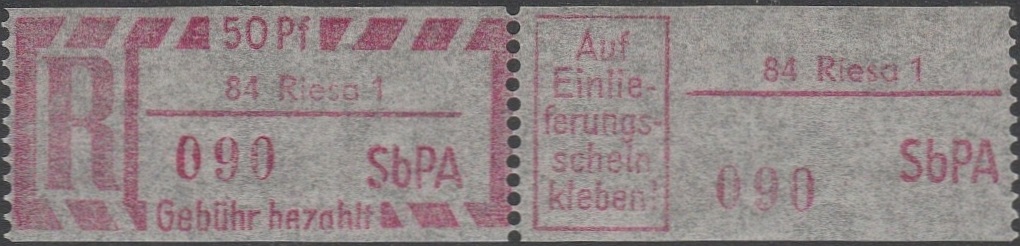 50 Pf
R
84 Riesa 1
090
SbPA
Gebühr bezahlt
Auf
Einlie-
ferungs-
schein
kleben!
84 Riesa 1
SbPA
090